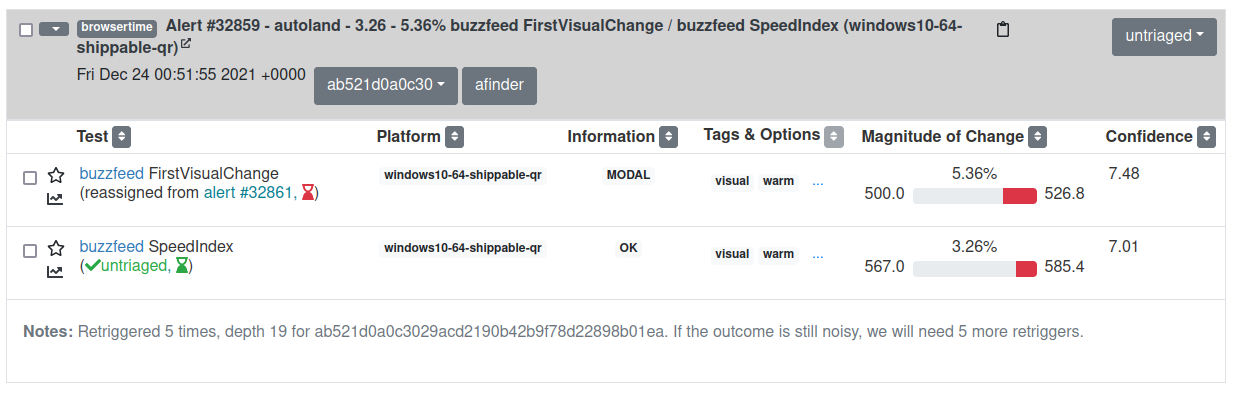 browsertime Alert #32859 - autoland - 3.26 - 5.36% buzzfeed FirstVisualChange / buzzfeed SpeedIndex (windows10-64-
shippable-qr)
untriaged
Fri Dec 24 00:51:55 2021 +0000 ab521d0a0c30 afinder
Test Platform Information Tags & Options Magnitude of Change Confidence
buzzfeed FirstVisualChange windows10-64-shippable-qr MODAL visual warm ... 5.36% 7.48
(reassigned from alert #32861, ) 500.0 526.8
buzzfeed SpeedIndex windows10-64-shippable-qr OK visual warm ... 3.26% 7.01
(untriaged, ) 567.0 585.4
Notes: Retriggered 5 times, depth 19 for ab521d0a0c3029acd2190b42b9f78d22898b01ea. If the outcome is still noisy, we will need 5 more retriggers.